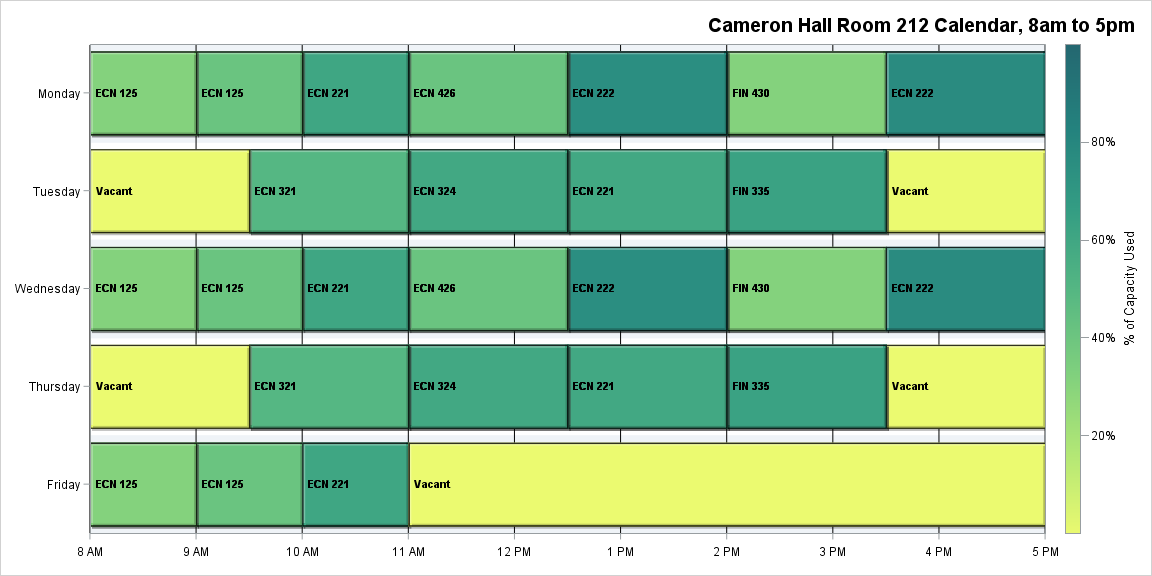 Cameron Hall Room 212 Calendar, 8am to 5pm
Monday
ECN 125
ECN 125
ECN 221
ECN 426
ECN 222
FIN 430
ECN 222
Tuesday
Vacant
ECN 321
ECN 324
ECN 221
FIN 335
Vacant
Wednesday
ECN 125
ECN 125
ECN 221
ECN 426
ECN 222
FIN 430
ECN 222
Thursday
Vacant
ECN 321
ECN 324
ECN 221
FIN 335
Vacant
Friday
ECN 125
ECN 125
ECN 221
Vacant
8 AM
9 AM
10 AM
11 AM
12 PM
1 PM
2 PM
3 PM
4 PM
5 PM
80%
60%
40%
20%
% of Capacity Used